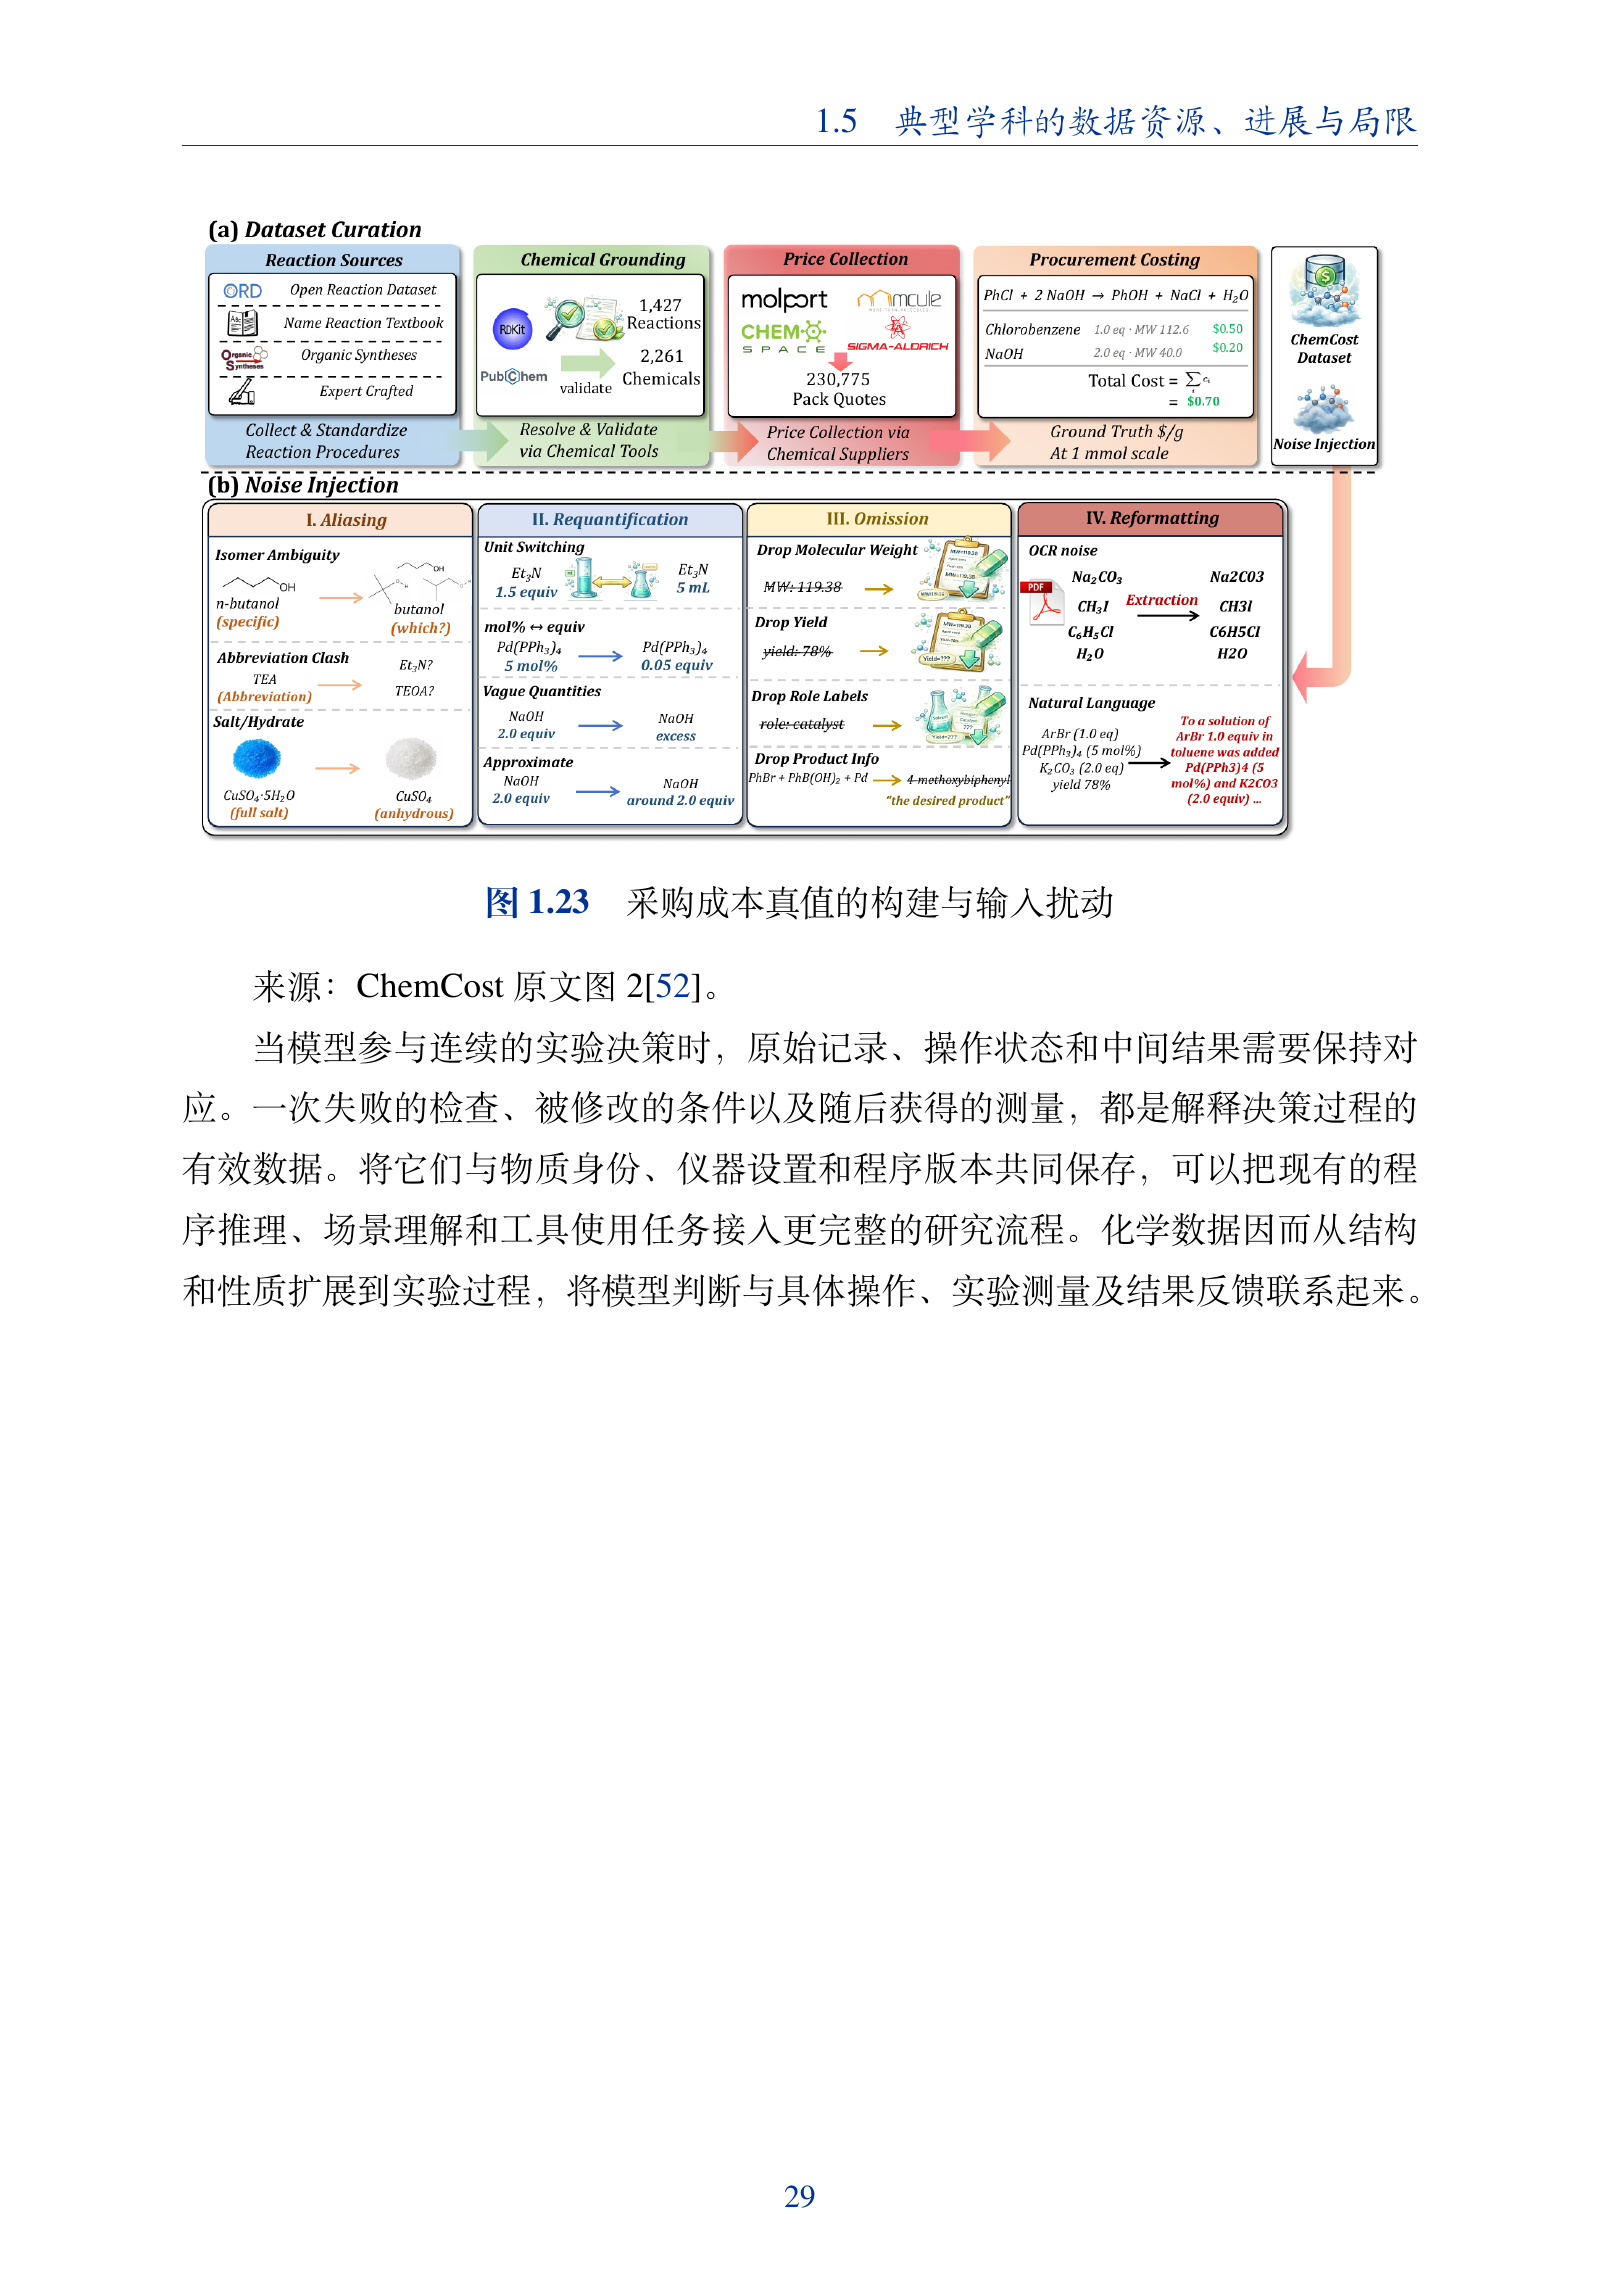 1.5 典型学科的数据资源、进展与局限
(a) Dataset Curation
Reaction Sources
ORD Open Reaction Dataset
Name Reaction Textbook
Organic Syntheses Organic Syntheses
Expert Crafted
Collect & Standardize
Reaction Procedures
Chemical Grounding
RDKit
PubChem
validate
1,427
Reactions
2,261
Chemicals
Resolve & Validate
via Chemical Tools
Price Collection
molport mcule
CHEM SPACE SIGMA-ALDRICH
230,775
Pack Quotes
Price Collection via
Chemical Suppliers
Procurement Costing
PhCl + 2 NaOH → PhOH + NaCl + H₂O
Chlorobenzene 1.0 eq · MW 112.6 $0.50
NaOH 2.0 eq · MW 40.0 $0.20
Total Cost = ∑ᵢ cᵢ
= $0.70
Ground Truth $/g
At 1 mmol scale
ChemCost
Dataset
Noise Injection
(b) Noise Injection
I. Aliasing
Isomer Ambiguity
OH
n-butanol
(specific)
OH
butanol
(which?)
Abbreviation Clash
TEA
(Abbreviation)
Et₃N?
TEOA?
Salt/Hydrate
CuSO₄·5H₂O
(full salt)
CuSO₄
(anhydrous)
II. Requantification
Unit Switching
Et₃N
1.5 equiv
Et₃N
5 mL
mol% ↔ equiv
Pd(PPh₃)₄
5 mol%
Pd(PPh₃)₄
0.05 equiv
Vague Quantities
NaOH
2.0 equiv
NaOH
excess
Approximate
NaOH
2.0 equiv
NaOH
around 2.0 equiv
III. Omission
Drop Molecular Weight
MW: 119.38
Drop Yield
yield: 78%
Yield=???
Drop Role Labels
role: catalyst
Drop Product Info
PhBr + PhB(OH)₂ + Pd
4-methoxybiphenyl
“the desired product”
IV. Reformatting
OCR noise
PDF
Na₂CO₃
CH₃I
C₆H₅Cl
H₂O
Extraction
Na2CO3
CH3I
C6H5Cl
H2O
Natural Language
ArBr (1.0 eq)
Pd(PPh₃)₄ (5 mol%)
K₂CO₃ (2.0 eq)
yield 78%
To a solution of
ArBr 1.0 equiv in
toluene was added
Pd(PPh3)4 (5
mol%) and K2CO3
(2.0 equiv) ...
图 1.23 采购成本真值的构建与输入扰动
来源：ChemCost 原文图 2[52]。
当模型参与连续的实验决策时，原始记录、操作状态和中间结果需要保持对
应。一次失败的检查、被修改的条件以及随后获得的测量，都是解释决策过程的
有效数据。将它们与物质身份、仪器设置和程序版本共同保存，可以把现有的程
序推理、场景理解和工具使用任务接入更完整的研究流程。化学数据因而从结构
和性质扩展到实验过程，将模型判断与具体操作、实验测量及结果反馈联系起来。
29